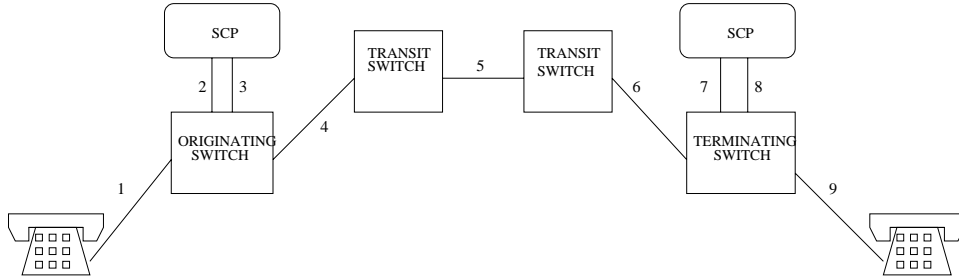 SCP
SCP
TRANSIT
SWITCH
TRANSIT
SWITCH
5
2
3
7
8
6
4
ORIGINATING
SWITCH
TERMINATING
SWITCH
1
9